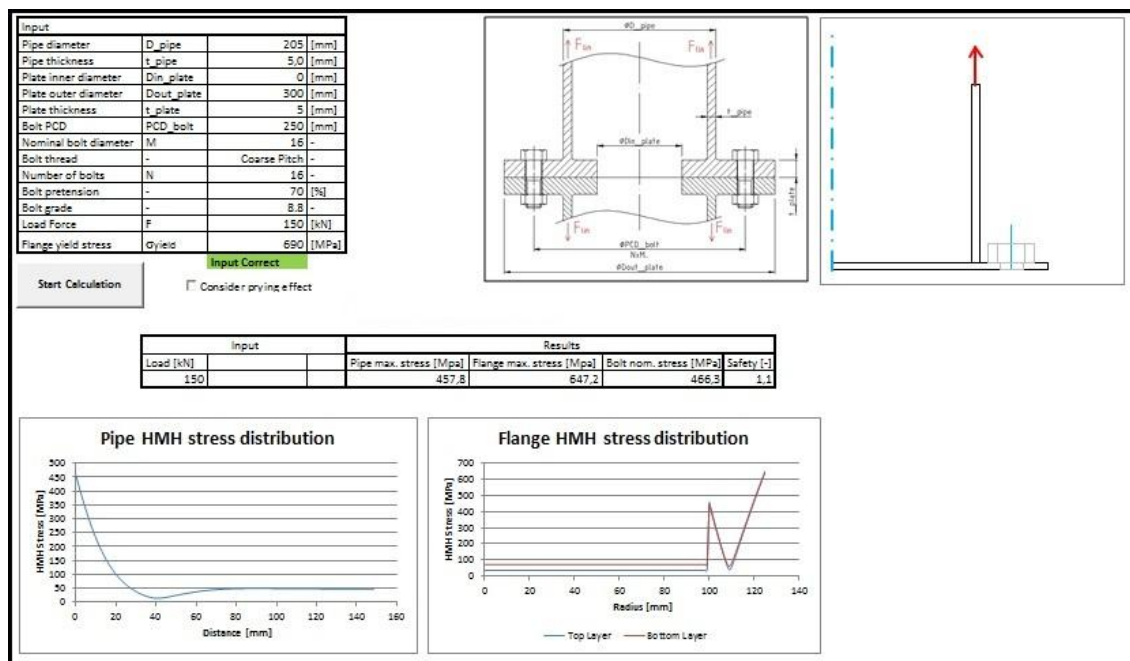 Input
Pipe diameter D_pipe 205 [mm]
Pipe thickness t_pipe 5,0 [mm]
Plate inner diameter Din_plate 0 [mm]
Plate outer diameter Dout_plate 300 [mm]
Plate thickness t_plate 5 [mm]
Bolt PCD PCD_bolt 250 [mm]
Nominal bolt diameter M 16 -
Bolt thread - Coarse Pitch -
Number of bolts N 16 -
Bolt pretension - 70 [%]
Bolt grade - 8.8 -
Load Force F 150 [kN]
Flange yield stress σyield 690 [MPa]
Input Correct
Start Calculation
Consider prying effect
ØD_pipe
Flin Flin
t_pipe
ØDin_plate
t_plate
Flin Flin
ØPCD_bolt
NxM.
ØDout_plate
Input Results
Load [kN] Pipe max. stress [Mpa] Flange max. stress [Mpa] Bolt nom. stress [MPa] Safety [-]
150 457,8 647,2 466,3 1,1
Pipe HMH stress distribution
HMH Stress [MPa]
500
450
400
350
300
250
200
150
100
50
0
0 20 40 60 80 100 120 140 160
Distance [mm]
Flange HMH stress distribution
HMH Stress [MPa]
700
600
500
400
300
200
100
0
0 20 40 60 80 100 120 140
Radius [mm]
Top Layer Bottom Layer